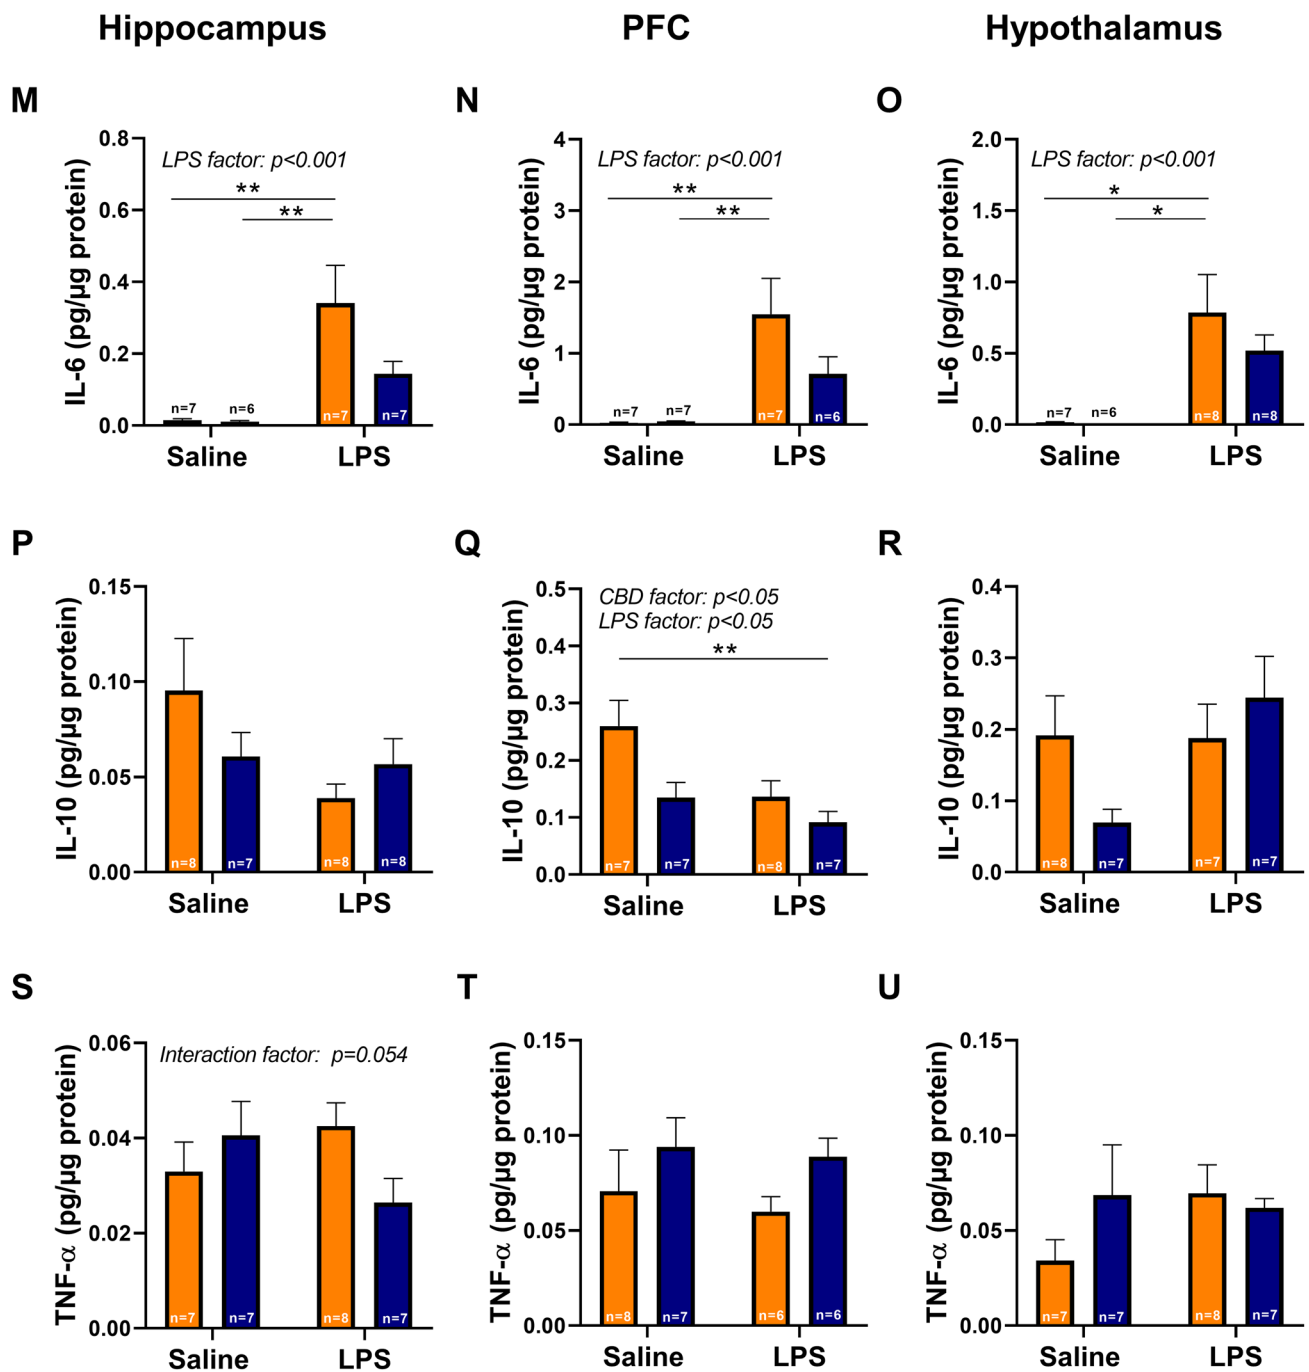 Hippocampus
PFC
Hypothalamus
M
IL-6 (pg/µg protein)
0.8
0.6
0.4
0.2
0.0
LPS factor: p<0.001
**
**
n=7
n=6
n=7
n=7
Saline
LPS
N
IL-6 (pg/µg protein)
4
3
2
1
0
LPS factor: p<0.001
**
**
n=7
n=7
n=7
n=6
Saline
LPS
O
IL-6 (pg/µg protein)
2.0
1.5
1.0
0.5
0.0
LPS factor: p<0.001
*
*
n=7
n=6
n=8
n=8
Saline
LPS
P
IL-10 (pg/µg protein)
0.15
0.10
0.05
0.00
n=8
n=7
n=8
n=8
Saline
LPS
Q
IL-10 (pg/µg protein)
0.5
0.4
0.3
0.2
0.1
0.0
CBD factor: p<0.05
LPS factor: p<0.05
**
n=7
n=7
n=8
n=7
Saline
LPS
R
IL-10 (pg/µg protein)
0.4
0.3
0.2
0.1
0.0
n=8
n=7
n=7
n=7
Saline
LPS
S
TNF-α (pg/µg protein)
0.06
0.04
0.02
0.00
Interaction factor: p=0.054
n=7
n=7
n=8
n=7
Saline
LPS
T
TNF-α (pg/µg protein)
0.15
0.10
0.05
0.00
n=8
n=7
n=6
n=6
Saline
LPS
U
TNF-α (pg/µg protein)
0.15
0.10
0.05
0.00
n=7
n=7
n=8
n=7
Saline
LPS